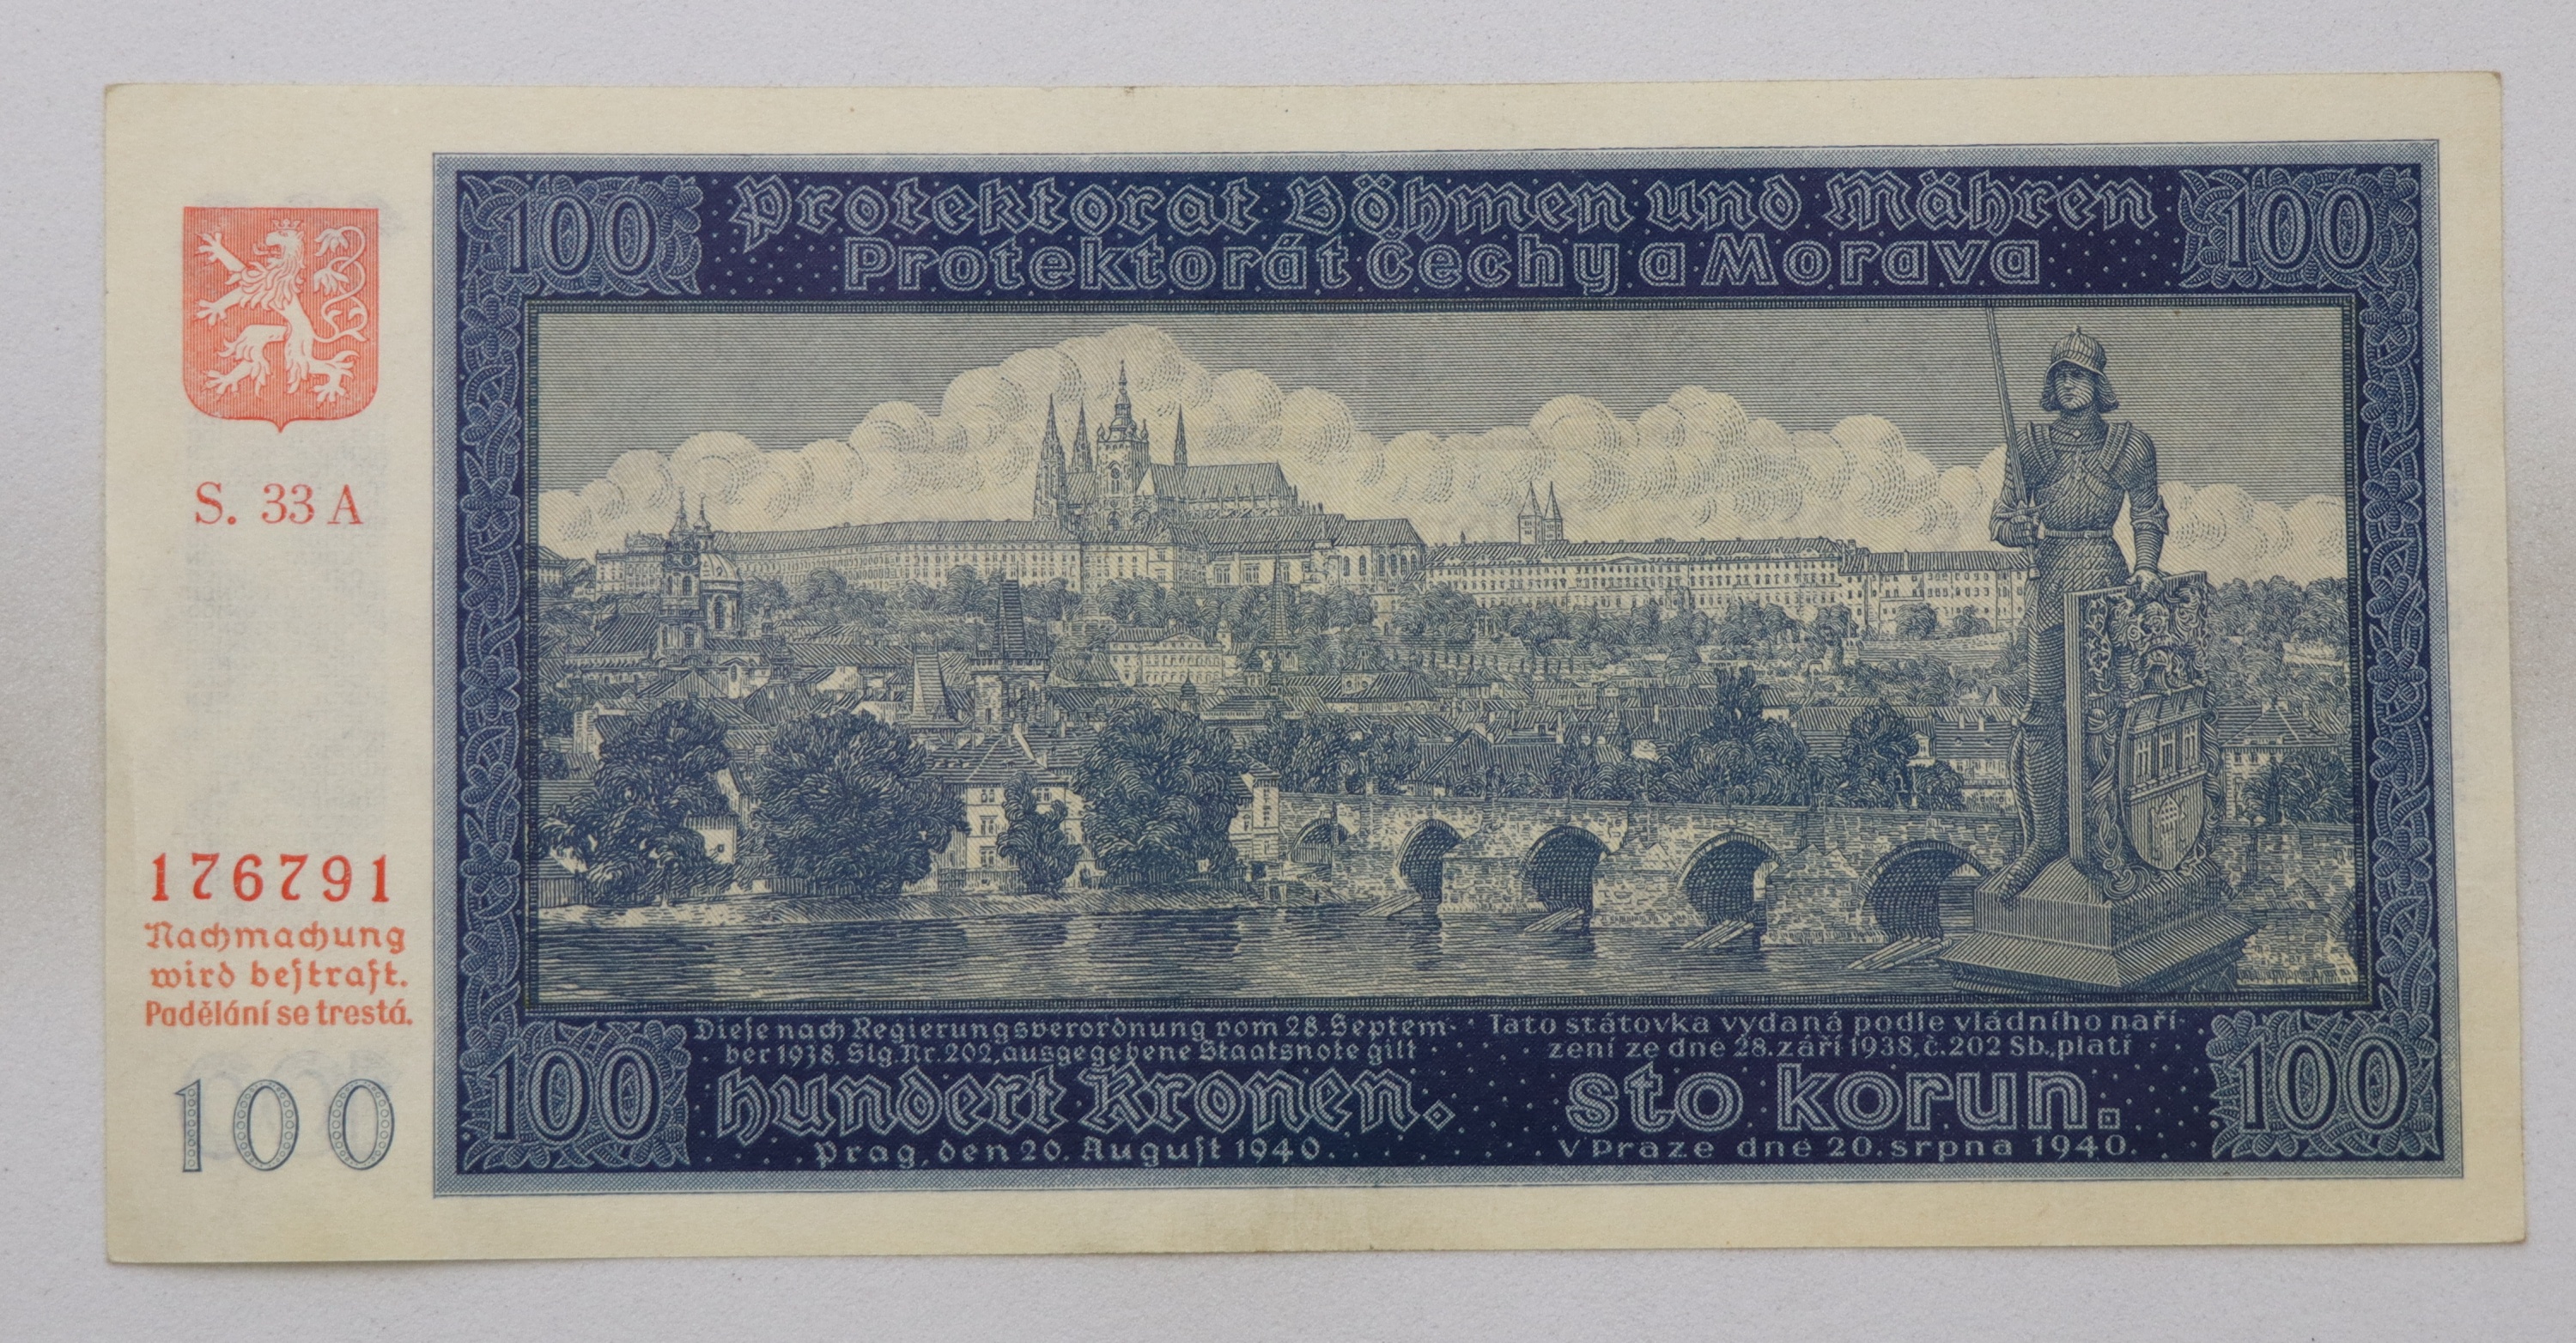 100 Protektorat Böhmen und Mähren 100
Protektorát Čechy a Morava
S. 33 A
176791
Nachmachung
wird bestraft.
Padělání se trestá.
100
Diese nach Regierungsverordnung vom 28. Septem-
ber 1938, Slg. Nr. 202, ausgegebene Staatsnote gilt
hundert Kronen.
Prag, den 20. August 1940.
Tato státovka vydaná podle vládního naří-
zení ze dne 28. září 1938, č. 202 Sb., platí
sto korun.
V Praze dne 20. srpna 1940.
100
100